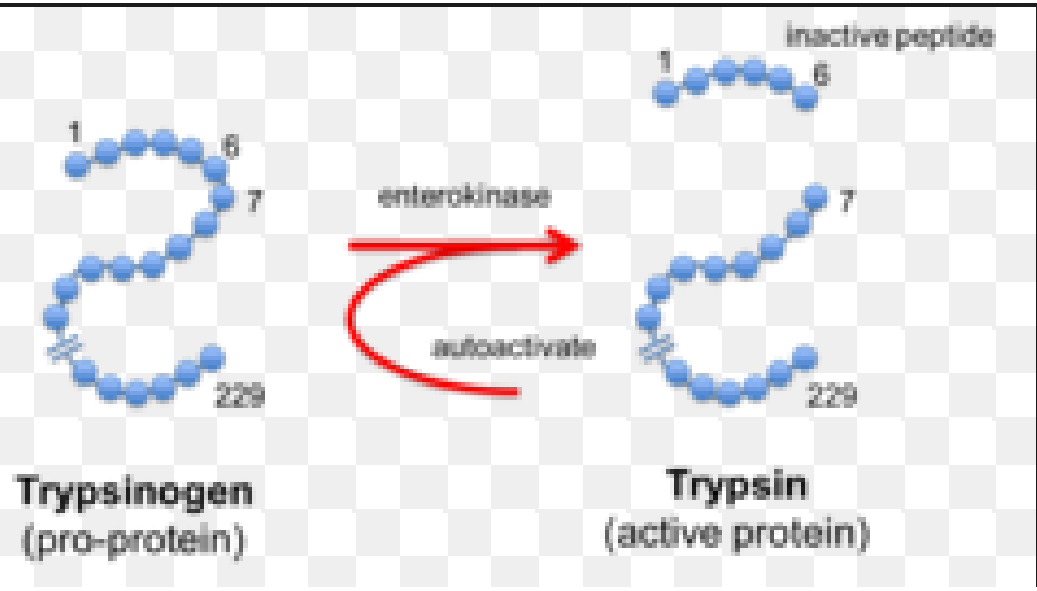 inactive peptide
1
6
1
6
enterokinase
7
7
autoactivate
229
229
Trypsinogen
(pro-protein)
Trypsin
(active protein)